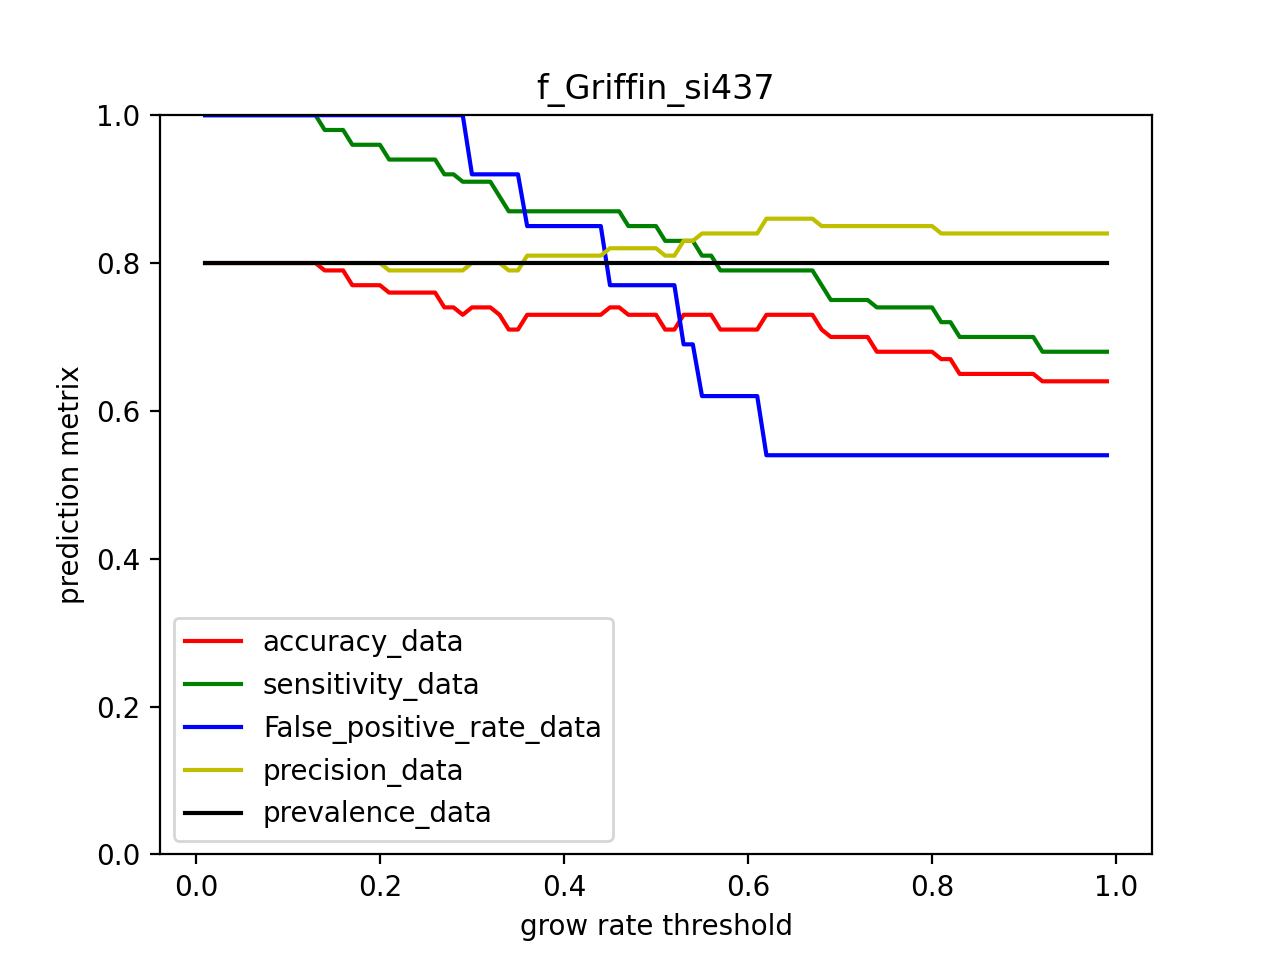 f_Griffin_si437
1.0
0.8
0.6
0.4
0.2
0.0
prediction metrix
accuracy_data
sensitivity_data
False_positive_rate_data
precision_data
prevalence_data
0.0 0.2 0.4 0.6 0.8 1.0
grow rate threshold